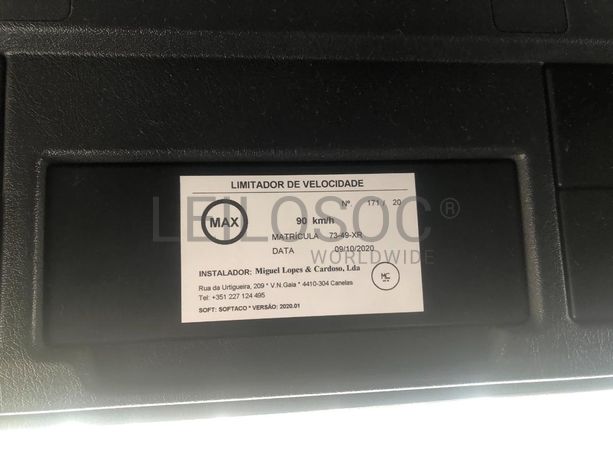 LIMITADOR DE VELOCIDADE
Nº 171 / 20
MAX
90 km/h
MATRÍCULA 73-49-XR
DATA 09/10/2020
INSTALADOR: Miguel Lopes & Cardoso, Lda
MC
Rua da Urtigueira, 209 * V.N.Gaia * 4410-304 Canelas
Tel: +351 227 124 495
SOFT: SOFTACO * VERSÃO: 2020.01
LEILOSOC®
WORLDWIDE